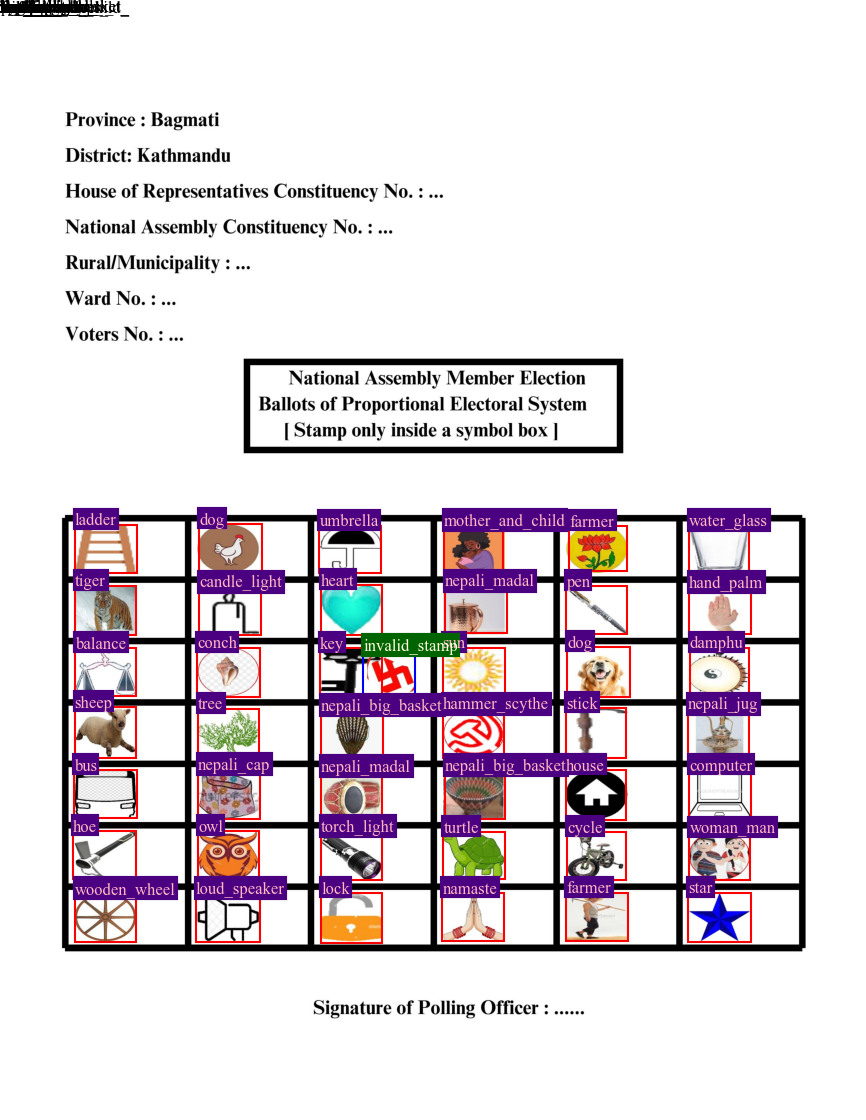 Province : Bagmati
District: Kathmandu
House of Representatives Constituency No. : ...
National Assembly Constituency No. : ...
Rural/Municipality : ...
Ward No. : ...
Voters No. : ...
National Assembly Member Election
Ballots of Proportional Electoral System
[ Stamp only inside a symbol box ]
ladder dog umbrella mother_and_child farmer water_glass
tiger candle_light heart nepali_madal pen hand_palm
balance conch key invalid_stamp sun dog damphu
sheep tree nepali_big_basket hammer_scythe stick nepali_jug
bus nepali_cap nepali_madal nepali_big_basket house computer
hoe owl torch_light turtle cycle woman_man
wooden_wheel loud_speaker lock namaste farmer star
Signature of Polling Officer : ......